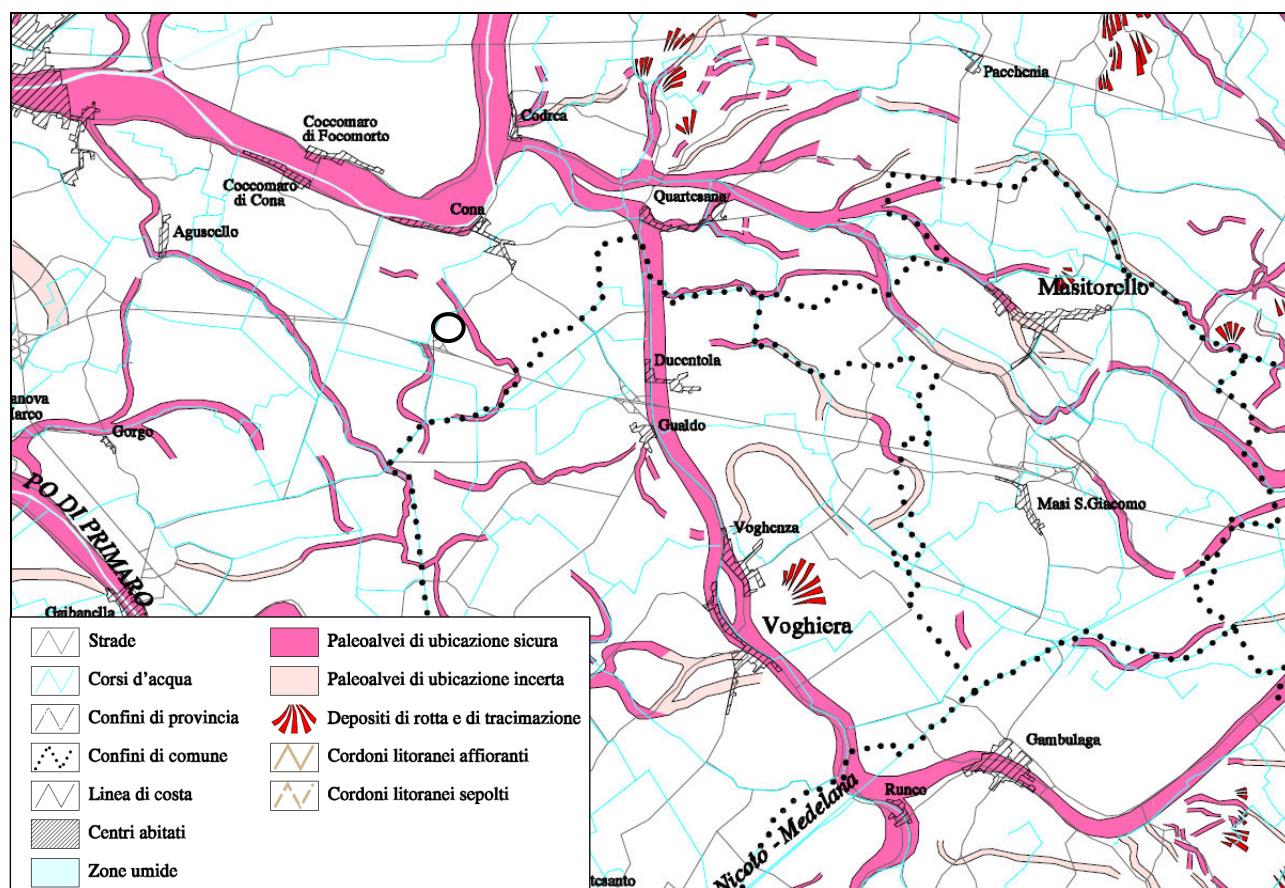 Pacchenia
Codrea
Coccomaro
di Focomorto
Coccomaro
di Cona
Cona
Quartesana
Aguscello
Masitorello
Ducentola
anova
Marco
Gorgo
Gualdo
PO DI PRIMARO
Masi S.Giacomo
Voghenza
Gaibanella
Voghiera
Strade
Corsi d'acqua
Confini di provincia
Confini di comune
Linea di costa
Centri abitati
Zone umide
Paleoalvei di ubicazione sicura
Paleoalvei di ubicazione incerta
Depositi di rotta e di tracimazione
Cordoni litoranei affioranti
Cordoni litoranei sepolti
Gambulaga
Runco
Nicolo - Medelana